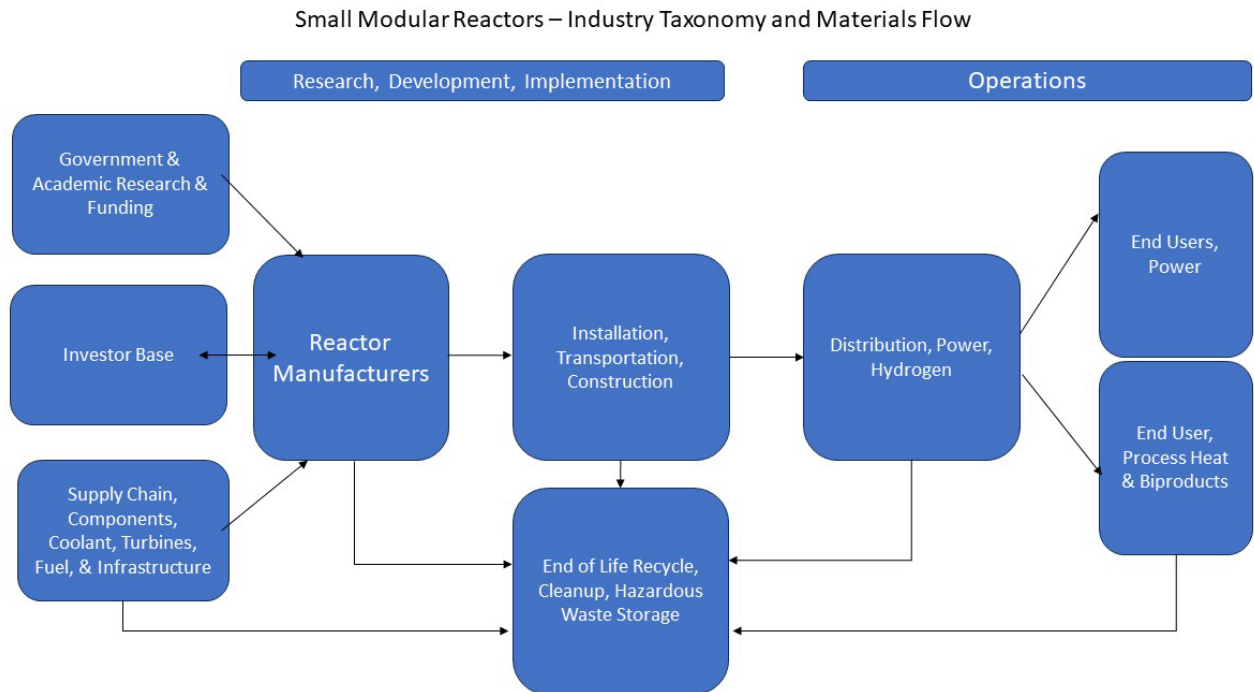 Small Modular Reactors – Industry Taxonomy and Materials Flow
Research, Development, Implementation
Operations
Government &
Academic Research &
Funding
Investor Base
Supply Chain,
Components,
Coolant, Turbines,
Fuel, & Infrastructure
Reactor
Manufacturers
Installation,
Transportation,
Construction
End of Life Recycle,
Cleanup, Hazardous
Waste Storage
Distribution, Power,
Hydrogen
End Users,
Power
End User,
Process Heat
& Biproducts